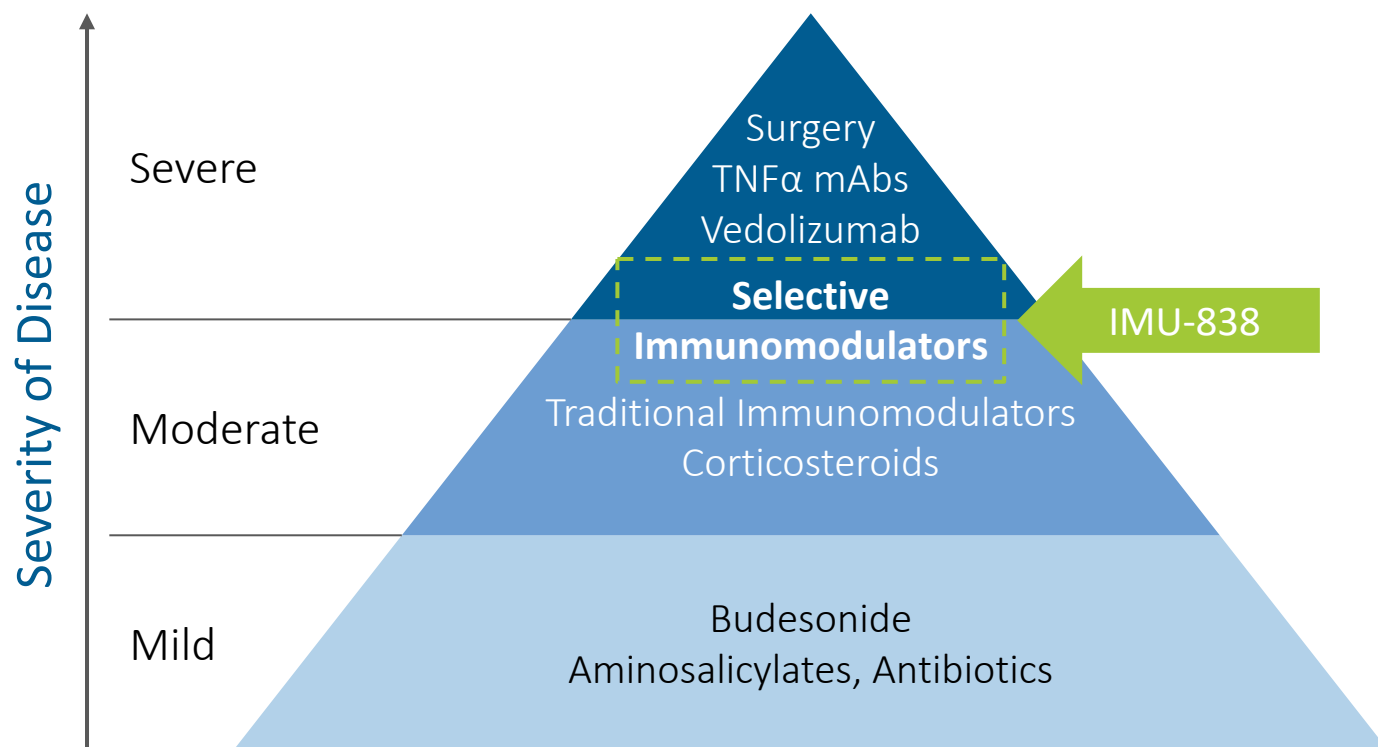 Severity of Disease
Severe
Surgery
TNFα mAbs
Vedolizumab
Selective
Immunomodulators
IMU-838
Moderate
Traditional Immunomodulators
Corticosteroids
Mild
Budesonide
Aminosalicylates, Antibiotics